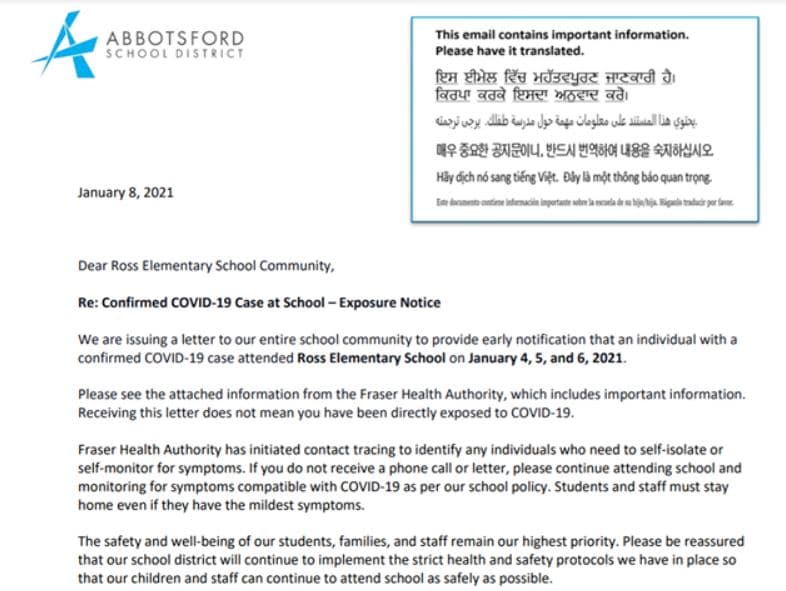 ABBOTSFORD
SCHOOL DISTRICT
This email contains important information.
Please have it translated.
ਇਸ ਈਮੇਲ ਵਿੱਚ ਮਹੱਤਵਪੂਰਣ ਜਾਣਕਾਰੀ ਹੈ।
ਕਿਰਪਾ ਕਰਕੇ ਇਸਦਾ ਅਨਵਾਦ ਕਰੋ।
يحتوي هذا المستند على معلومات مهمة حول مدرسة طفلك. يرجى ترجمته.
매우 중요한 공지문이니, 반드시 번역하여 내용을 숙지하십시오.
Hãy dịch nó sang tiếng Việt. Đây là một thông báo quan trọng.
Este documento contiene información importante sobre la escuela de su hijo/hija. Háganlo traducir por favor.
January 8, 2021
Dear Ross Elementary School Community,
Re: Confirmed COVID-19 Case at School – Exposure Notice
We are issuing a letter to our entire school community to provide early notification that an individual with a
confirmed COVID-19 case attended Ross Elementary School on January 4, 5, and 6, 2021.
Please see the attached information from the Fraser Health Authority, which includes important information.
Receiving this letter does not mean you have been directly exposed to COVID-19.
Fraser Health Authority has initiated contact tracing to identify any individuals who need to self-isolate or
self-monitor for symptoms. If you do not receive a phone call or letter, please continue attending school and
monitoring for symptoms compatible with COVID-19 as per our school policy. Students and staff must stay
home even if they have the mildest symptoms.
The safety and well-being of our students, families, and staff remain our highest priority. Please be reassured
that our school district will continue to implement the strict health and safety protocols we have in place so
that our children and staff can continue to attend school as safely as possible.